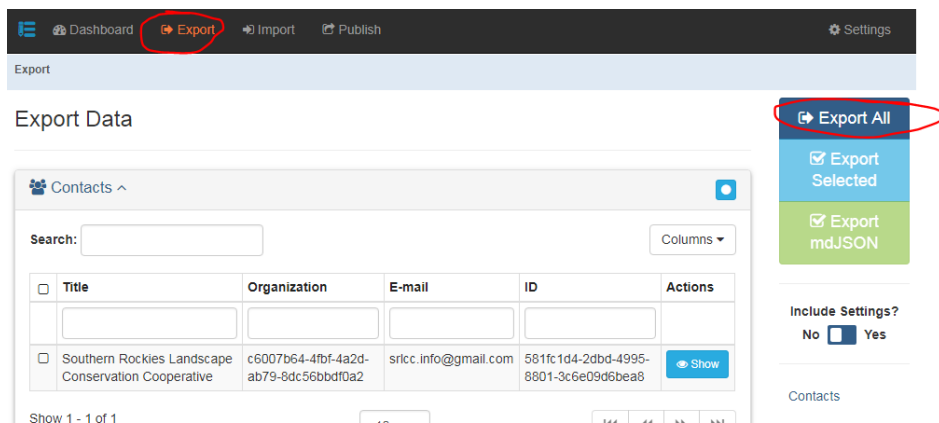 Dashboard Export Import Publish Settings
Export
Export Data
Export All
Export
Selected
Export
mdJSON
Contacts
Search:
Columns
Title Organization E-mail ID Actions
Southern Rockies Landscape c6007b64-4fbf-4a2d- srlcc.info@gmail.com 581fc1d4-2dbd-4995- Show
Conservation Cooperative ab79-8dc56bbdf0a2 8801-3c6e09d6bea8
Include Settings?
No Yes
Contacts
Show 1 - 1 of 1